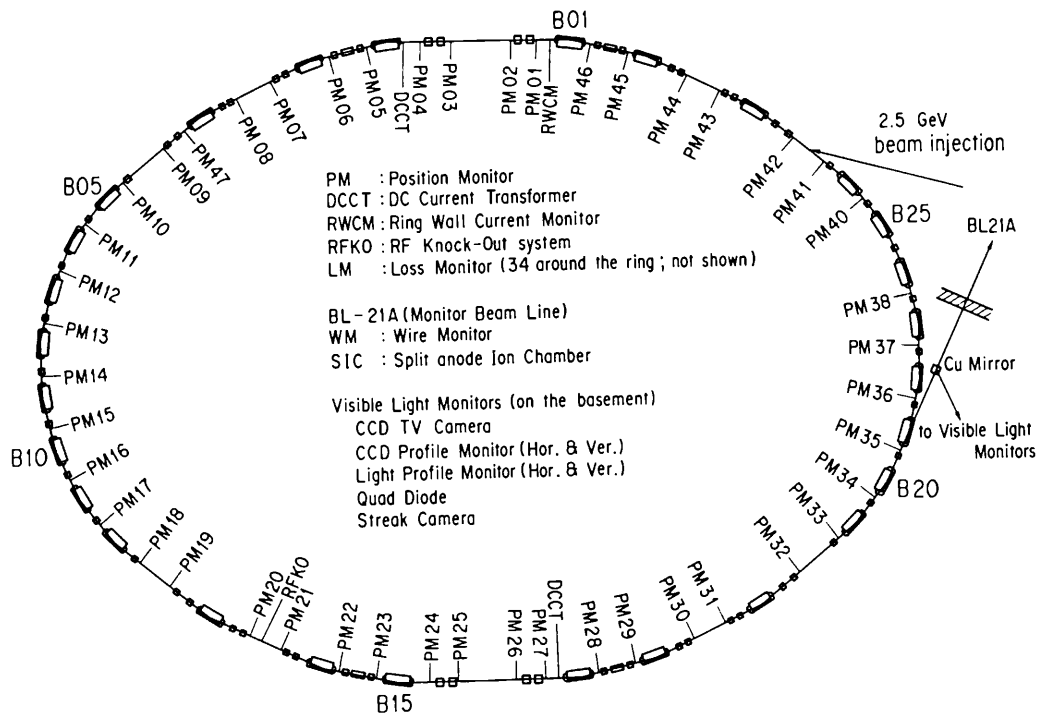 B01
PM06
PM05
DCCT
PM04
PM03
PM02
PM01
RWCM
PM46
PM45
PM44
PM43
PM07
PM08
PM47
PM09
PM10
B05
PM42
PM41
PM40
2.5 GeV
beam injection
B25
BL21A
PM : Position Monitor
DCCT : DC Current Transformer
RWCM : Ring Wall Current Monitor
RFKO : RF Knock-Out system
LM : Loss Monitor (34 around the ring; not shown)
BL-21A (Monitor Beam Line)
WM : Wire Monitor
SIC : Split anode Ion Chamber
Visible Light Monitors (on the basement)
CCD TV Camera
CCD Profile Monitor (Hor. & Ver.)
Light Profile Monitor (Hor. & Ver.)
Quad Diode
Streak Camera
PM11
PM12
PM13
PM14
PM15
PM16
B10
PM17
PM18
PM19
PM38
PM37
PM36
PM35
PM34
PM33
PM32
Cu Mirror
to Visible Light
Monitors
B20
PM20
RFKO
PM21
PM22
PM23
PM24
PM25
PM26
PM27
DCCT
PM28
PM29
PM30
PM31
B15